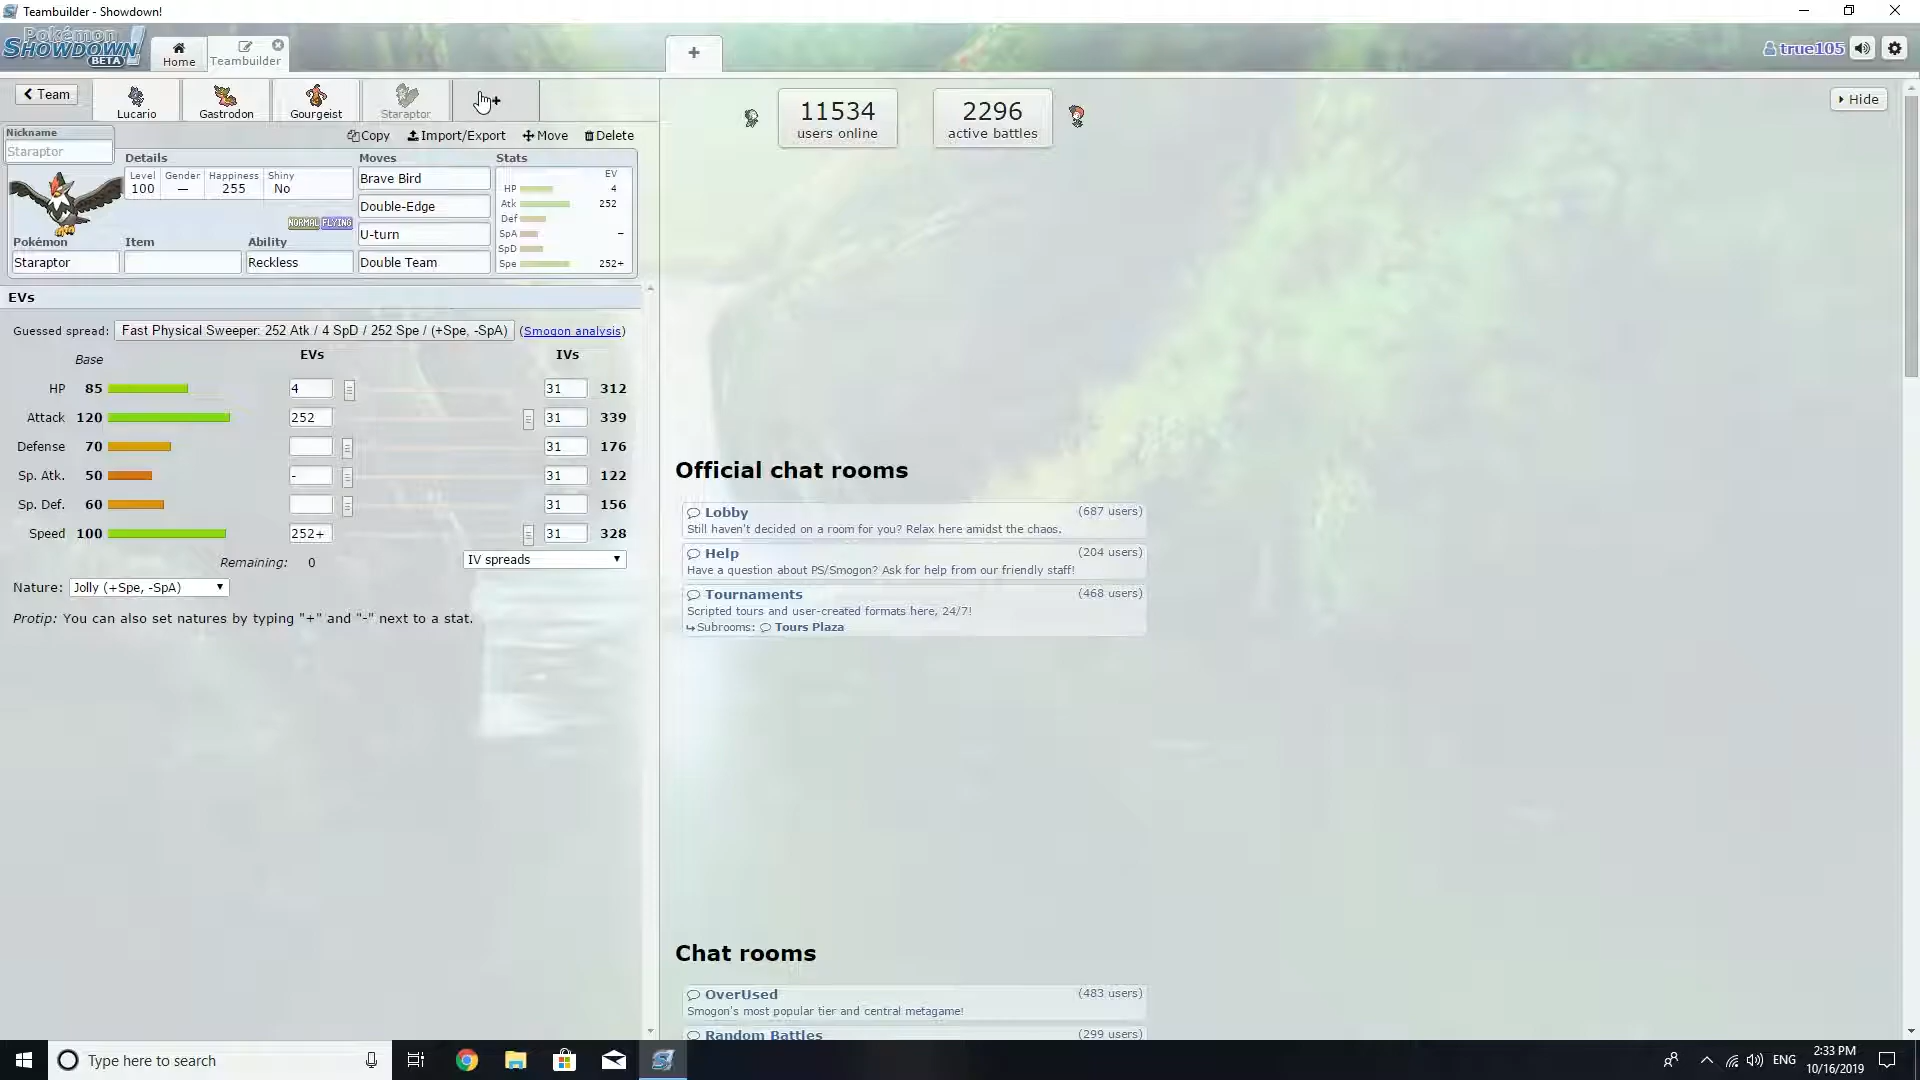 Teambuilder - Showdown!
Pokémon
SHOWDOWN!
BETA
Home
Teambuilder
+
true105
< Team
Lucario
Gastrodon
Gourgeist
Staraptor
+
11534
users online
2296
active battles
Hide
Nickname
Staraptor
Copy
Import/Export
Move
Delete
Details
Moves
Stats
Level
100
Gender
—
Happiness
255
Shiny
No
NORMAL FLYING
Pokémon
Staraptor
Item
Ability
Reckless
Brave Bird
Double-Edge
U-turn
Double Team
EV
HP 4
Atk 252
Def
SpA –
SpD
Spe 252+
EVs
Guessed spread: Fast Physical Sweeper: 252 Atk / 4 SpD / 252 Spe / (+Spe, -SpA) (Smogon analysis)
Base EVs IVs
HP 85 4 31 312
Attack 120 252 31 339
Defense 70 31 176
Sp. Atk. 50 - 31 122
Sp. Def. 60 31 156
Speed 100 252+ 31 328
Remaining: 0
IV spreads
Nature: Jolly (+Spe, -SpA)
Protip: You can also set natures by typing "+" and "-" next to a stat.
Official chat rooms
Lobby (687 users)
Still haven't decided on a room for you? Relax here amidst the chaos.
Help (204 users)
Have a question about PS/Smogon? Ask for help from our friendly staff!
Tournaments (468 users)
Scripted tours and user-created formats here, 24/7!
Subrooms: Tours Plaza
Chat rooms
OverUsed (483 users)
Smogon's most popular tier and central metagame!
Random Battles (299 users)
Type here to search
ENG
2:33 PM
10/16/2019